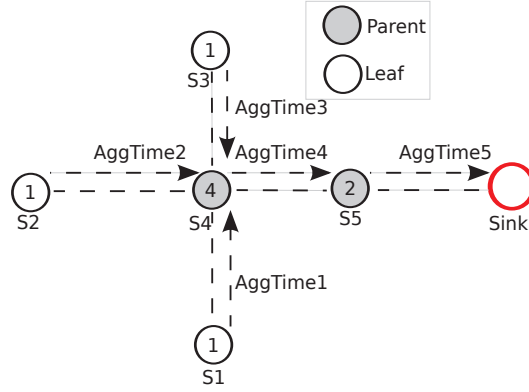 Parent
Leaf
1
S3
AggTime3
AggTime2
AggTime4
AggTime5
1
4
2
S2
S4
S5
Sink
AggTime1
1
S1